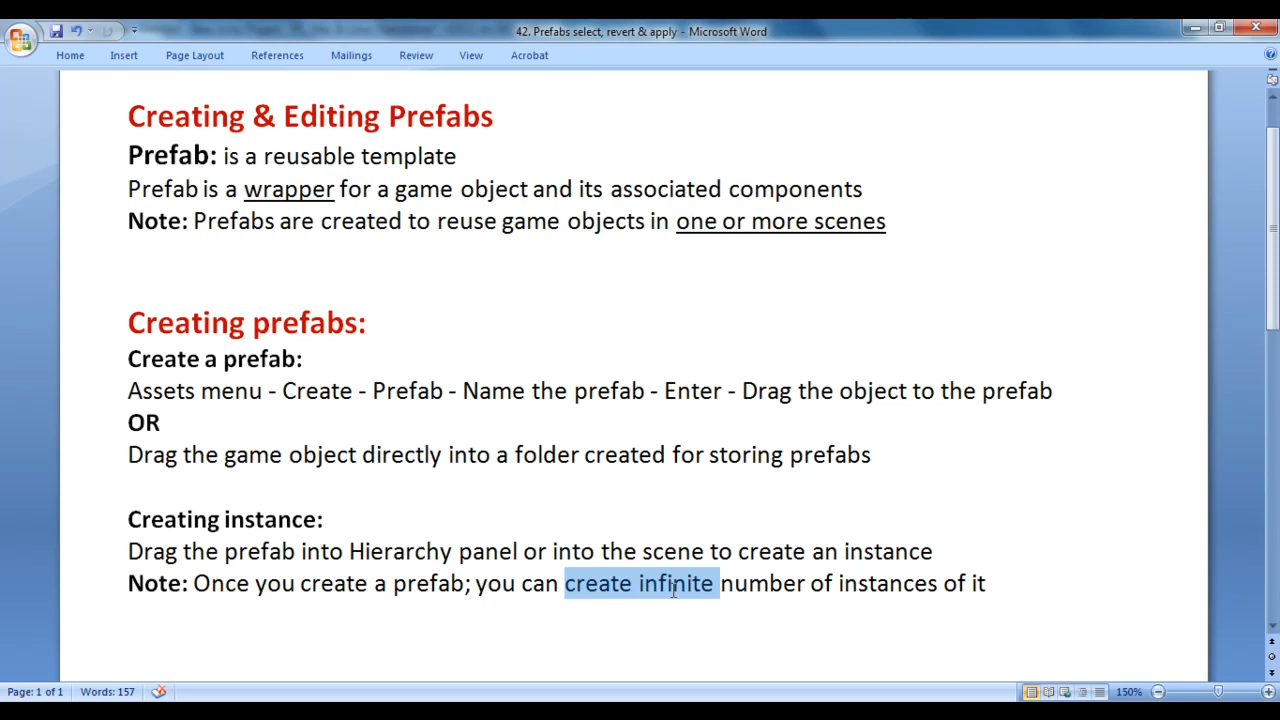 42. Prefabs select, revert & apply - Microsoft Word
Home Insert Page Layout References Mailings Review View Acrobat
Creating & Editing Prefabs
Prefab: is a reusable template
Prefab is a wrapper for a game object and its associated components
Note: Prefabs are created to reuse game objects in one or more scenes
Creating prefabs:
Create a prefab:
Assets menu - Create - Prefab - Name the prefab - Enter - Drag the object to the prefab
OR
Drag the game object directly into a folder created for storing prefabs
Creating instance:
Drag the prefab into Hierarchy panel or into the scene to create an instance
Note: Once you create a prefab; you can create infinite number of instances of it
Page: 1 of 1 Words: 157 150%